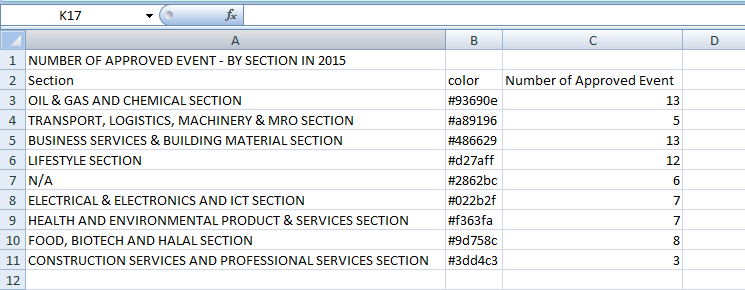 K17 fx
A B C D
1 NUMBER OF APPROVED EVENT - BY SECTION IN 2015
2 Section color Number of Approved Event
3 OIL & GAS AND CHEMICAL SECTION #93690e 13
4 TRANSPORT, LOGISTICS, MACHINERY & MRO SECTION #a89196 5
5 BUSINESS SERVICES & BUILDING MATERIAL SECTION #486629 13
6 LIFESTYLE SECTION #d27aff 12
7 N/A #2862bc 6
8 ELECTRICAL & ELECTRONICS AND ICT SECTION #022b2f 7
9 HEALTH AND ENVIRONMENTAL PRODUCT & SERVICES SECTION #f363fa 7
10 FOOD, BIOTECH AND HALAL SECTION #9d758c 8
11 CONSTRUCTION SERVICES AND PROFESSIONAL SERVICES SECTION #3dd4c3 3
12